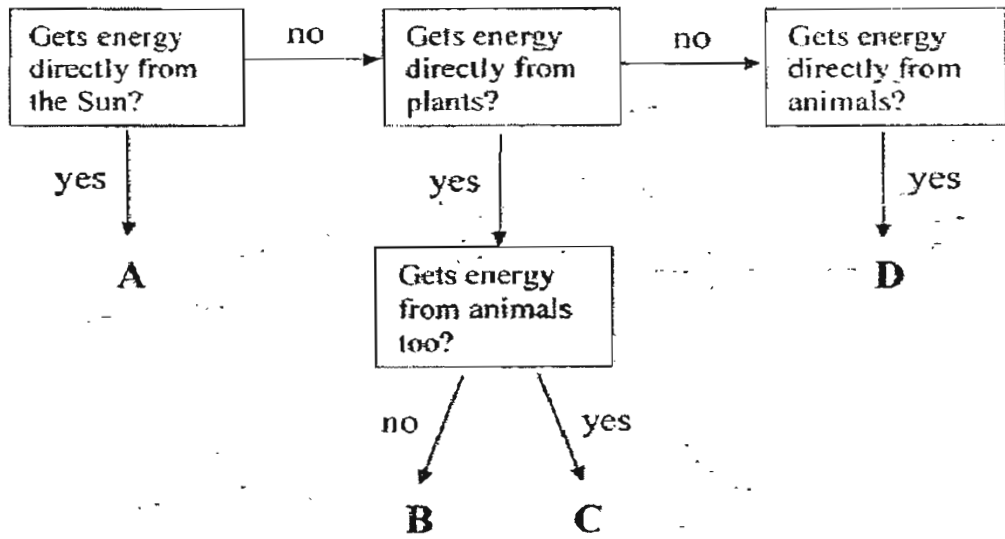 Gets energy
directly from
the Sun?
no
Gets energy
directly from
plants?
no
Gets energy
directly from
animals?
yes
A
yes
Gets energy
from animals
too?
no
B
yes
C
yes
D